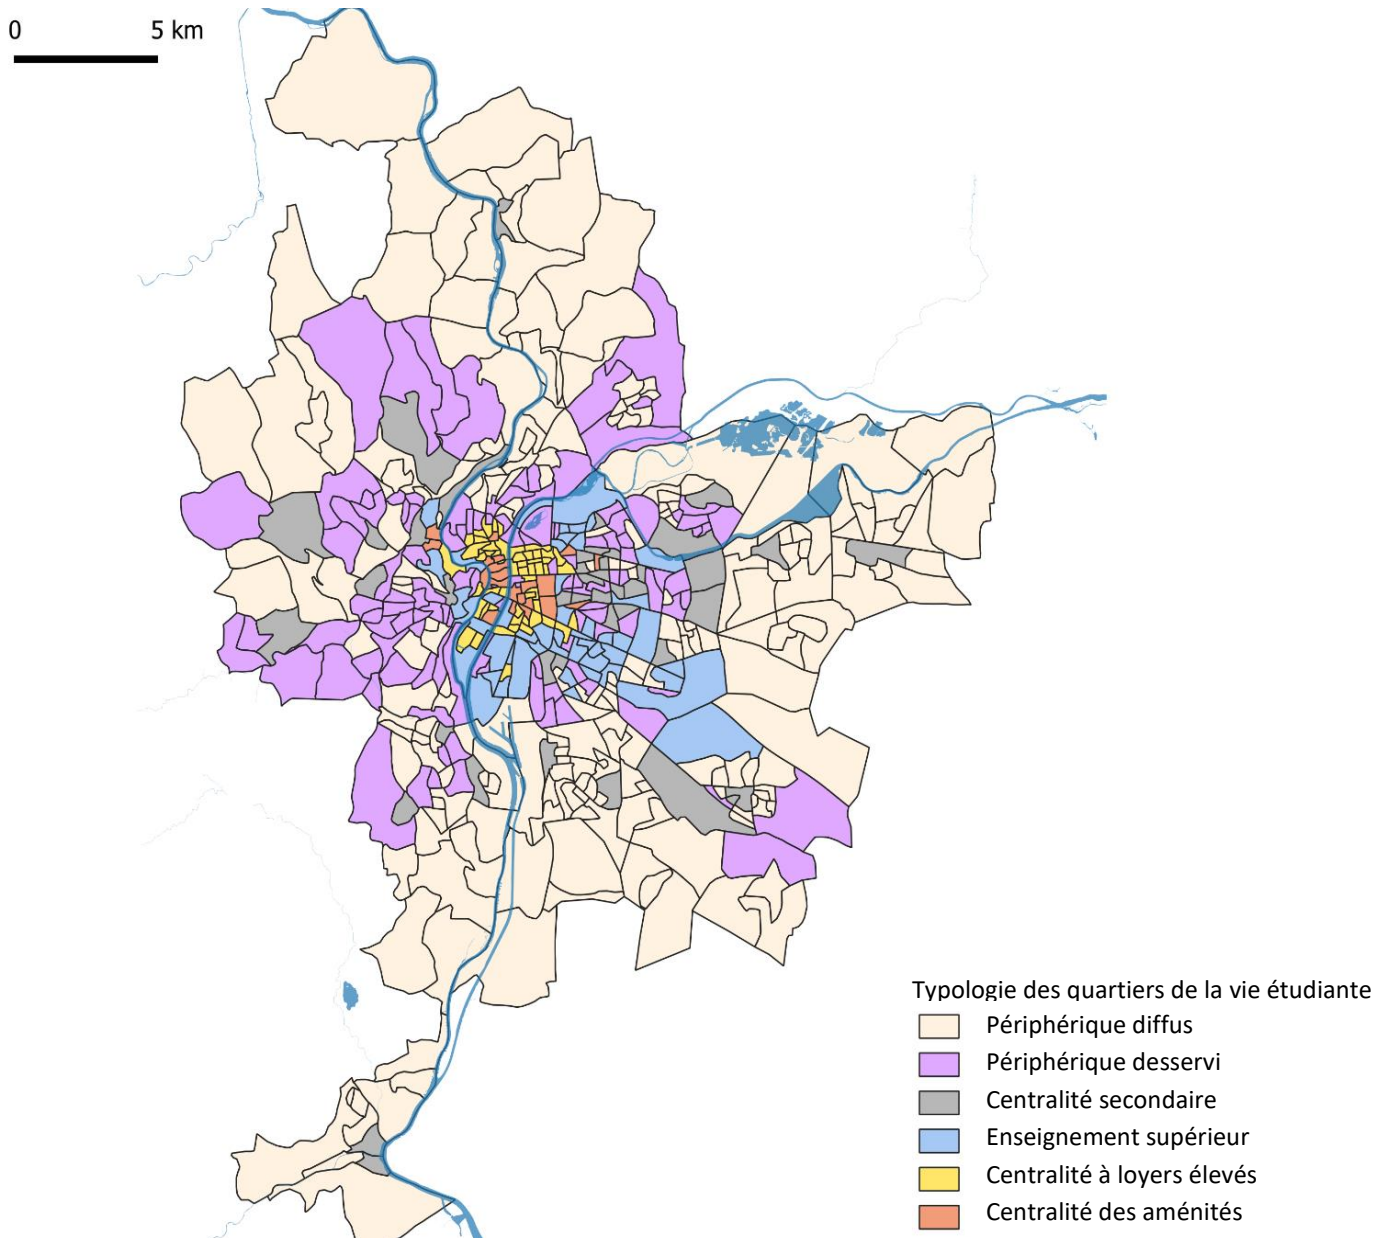 0 5 km
Typologie des quartiers de la vie étudiante
Périphérique diffus
Périphérique desservi
Centralité secondaire
Enseignement supérieur
Centralité à loyers élevés
Centralité des aménités